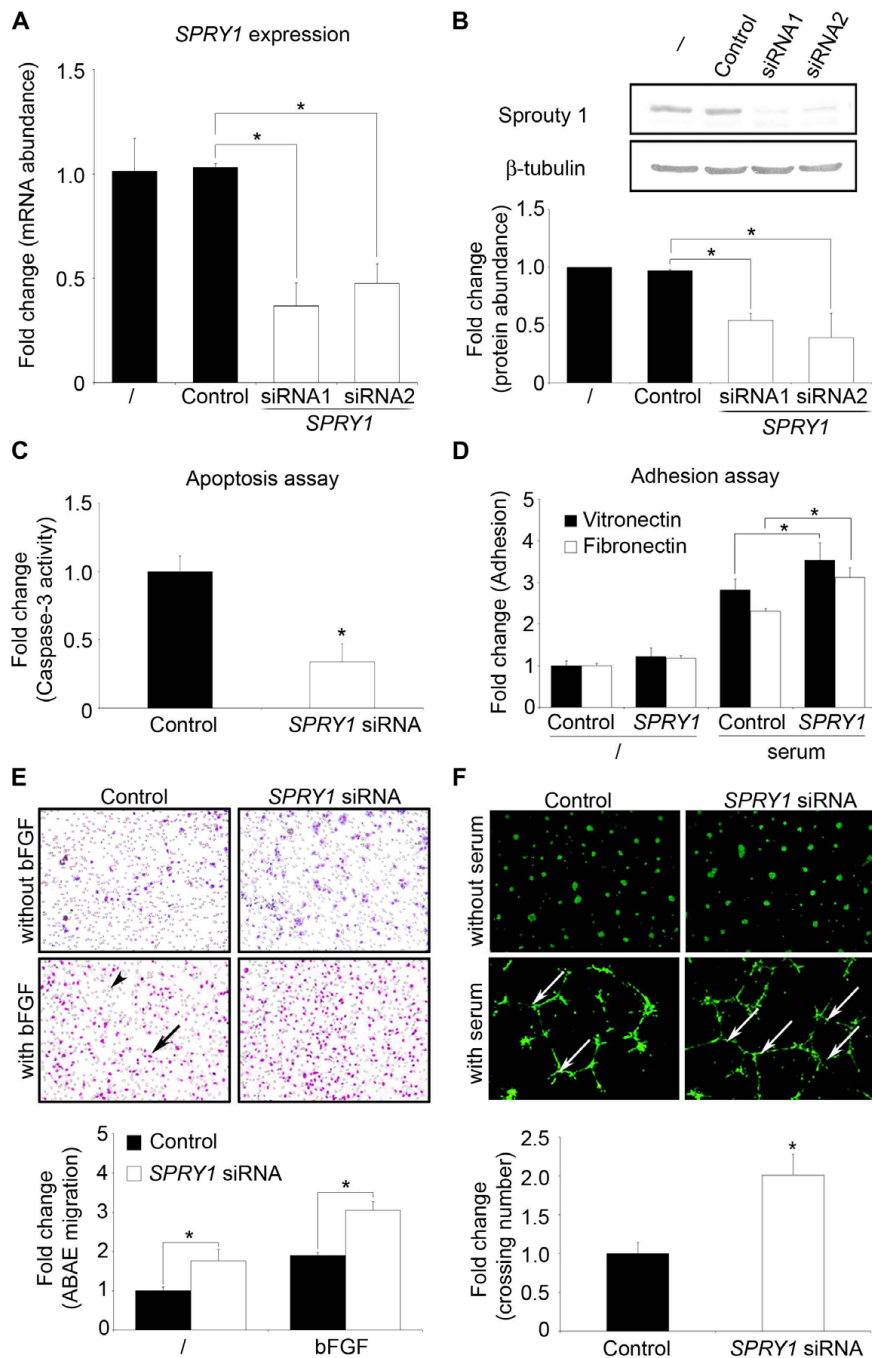 A
SPRY1 expression
Fold change (mRNA abundance)
1.5
1.0
0.5
0
*
*
/
Control
siRNA1
siRNA2
SPRY1
B
/
Control
siRNA1
siRNA2
Sprouty 1
β-tubulin
Fold change
(protein abundance)
1.5
1.0
0.5
0
*
*
/
Control
siRNA1
siRNA2
SPRY1
C
Apoptosis assay
Fold change
(Caspase-3 activity)
1.5
1.0
0.5
0
*
Control
SPRY1 siRNA
D
Adhesion assay
Fold change (Adhesion)
5
4
3
2
1
0
Vitronectin
Fibronectin
*
*
Control
SPRY1
Control
SPRY1
/
serum
E
Control
SPRY1 siRNA
without bFGF
with bFGF
Fold change
(ABAE migration)
5
4
3
2
1
0
Control
SPRY1 siRNA
*
*
/
bFGF
F
Control
SPRY1 siRNA
without serum
with serum
Fold change
(crossing number)
2.5
2.0
1.5
1.0
0.5
0
*
Control
SPRY1 siRNA